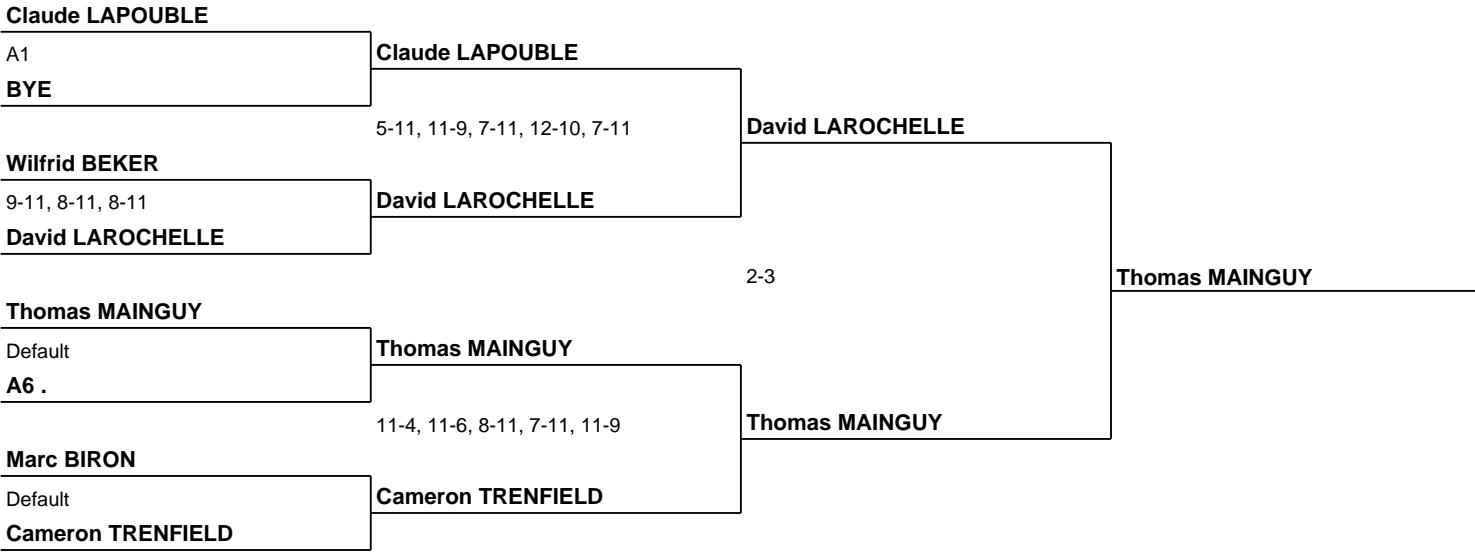 Claude LAPOUBLE
A1
Claude LAPOUBLE
BYE
5-11, 11-9, 7-11, 12-10, 7-11
David LAROCHELLE
Wilfrid BEKER
9-11, 8-11, 8-11
David LAROCHELLE
David LAROCHELLE
2-3
Thomas MAINGUY
Thomas MAINGUY
Default
Thomas MAINGUY
A6 .
11-4, 11-6, 8-11, 7-11, 11-9
Thomas MAINGUY
Marc BIRON
Default
Cameron TRENFIELD
Cameron TRENFIELD